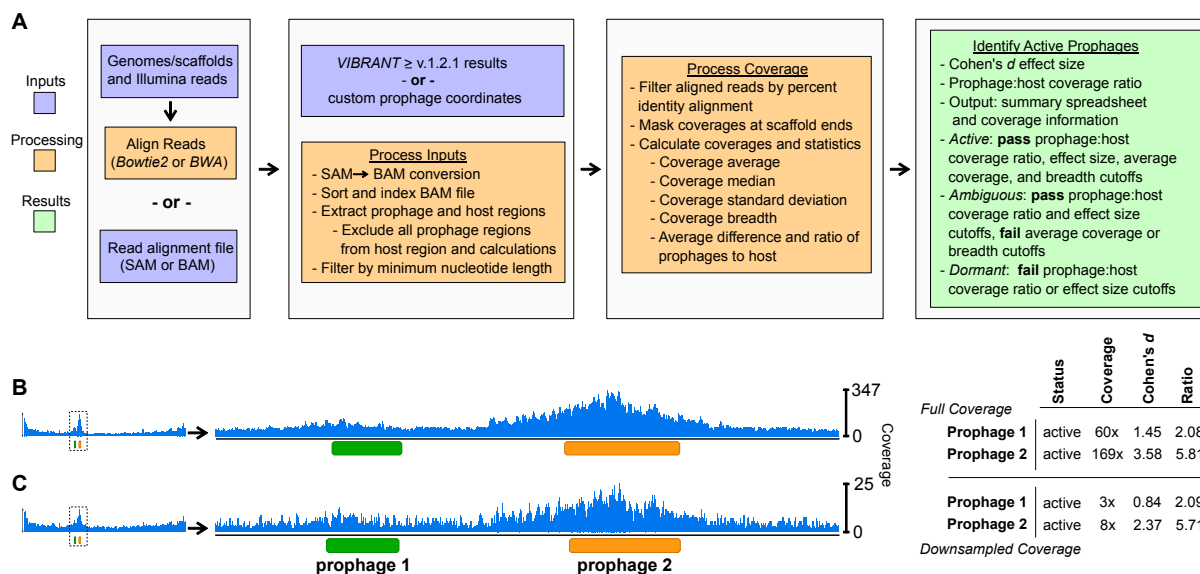 A
Inputs
Processing
Results
Genomes/scaffolds
and Illumina reads
Align Reads
(Bowtie2 or BWA)
- or -
Read alignment file
(SAM or BAM)
VIBRANT ≥ v.1.2.1 results
- or -
custom prophage coordinates
Process Inputs
- SAM→ BAM conversion
- Sort and index BAM file
- Extract prophage and host regions
- Exclude all prophage regions
from host region and calculations
- Filter by minimum nucleotide length
Process Coverage
- Filter aligned reads by percent
identity alignment
- Mask coverages at scaffold ends
- Calculate coverages and statistics
- Coverage average
- Coverage median
- Coverage standard deviation
- Coverage breadth
- Average difference and ratio of
prophages to host
Identify Active Prophages
- Cohen's d effect size
- Prophage:host coverage ratio
- Output: summary spreadsheet
and coverage information
- Active: pass prophage:host
coverage ratio, effect size, average
coverage, and breadth cutoffs
- Ambiguous: pass prophage:host
coverage ratio and effect size
cutoffs, fail average coverage or
breadth cutoffs
- Dormant: fail prophage:host
coverage ratio or effect size cutoffs
B
347
0
Coverage
C
25
0
prophage 1 prophage 2
Status Coverage Cohen's d Ratio
Full Coverage
Prophage 1 active 60x 1.45 2.08
Prophage 2 active 169x 3.58 5.81
Prophage 1 active 3x 0.84 2.09
Prophage 2 active 8x 2.37 5.71
Downsampled Coverage